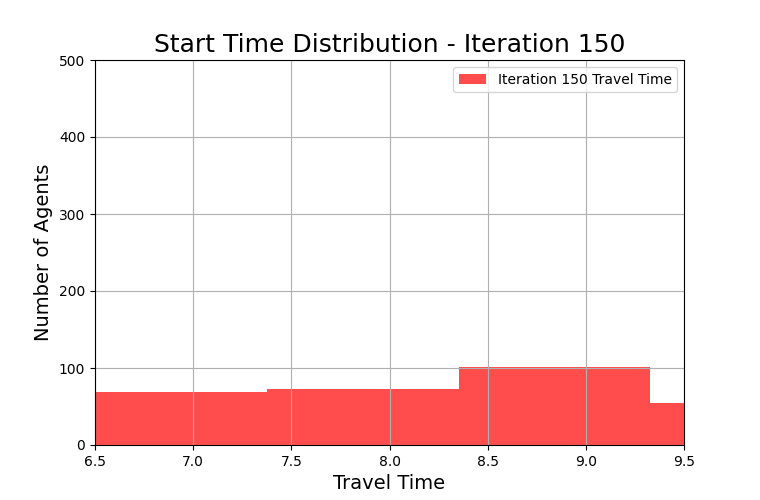 Start Time Distribution - Iteration 150
Iteration 150 Travel Time
Number of Agents
500
400
300
200
100
0
6.5 7.0 7.5 8.0 8.5 9.0 9.5
Travel Time